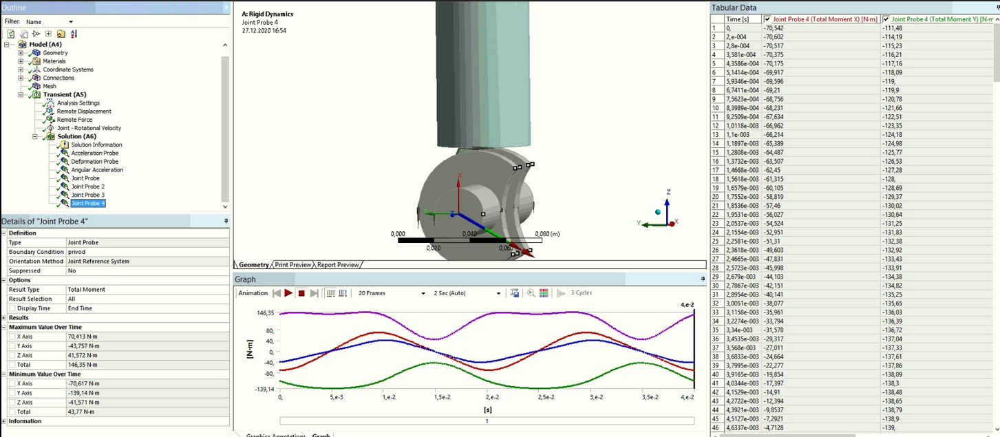 Outline
Filter: Name
Model (A4)
Geometry
Materials
Coordinate Systems
Connections
Mesh
Transient (A5)
Analysis Settings
Remote Displacement
Remote Force
Joint - Rotational Velocity
Solution (A6)
Solution Information
Acceleration Probe
Deformation Probe
Angular Acceleration
Joint Probe
Joint Probe 2
Joint Probe 3
Joint Probe 4
Details of "Joint Probe 4"
Definition
Type Joint Probe
Boundary Condition privod
Orientation Method Joint Reference System
Suppressed No
Options
Result Type Total Moment
Result Selection All
Display Time End Time
Results
Maximum Value Over Time
X Axis 70,413 N·m
Y Axis -43,757 N·m
Z Axis 41,572 N·m
Total 146,35 N·m
Minimum Value Over Time
X Axis -70,617 N·m
Y Axis -139,14 N·m
Z Axis -41,571 N·m
Total 43,77 N·m
Information
A: Rigid Dynamics
Joint Probe 4
27.12.2020 16:54
X
Z
Y
X
0,000 0,040 0,080 (m)
0,020 0,060
Geometry Print Preview Report Preview
Graph
Animation 20 Frames 2 Sec (Auto) 3 Cycles
4,e-2
146,35
80,
40,
0,
-40,
-80,
-139,14
[N·m]
0, 5,e-3 1,e-2 1,5e-2 2,e-2 2,5e-2 3,e-2 3,5e-2 4,e-2
[s]
1
Graphics Annotations Graph
Tabular Data
Time [s] Joint Probe 4 (Total Moment X) [N·m] Joint Probe 4 (Total Moment Y) [N·m
1 0, -70,542 -111,48
2 2,e-004 -70,602 -114,19
3 2,8e-004 -70,517 -115,23
4 3,581e-004 -70,375 -116,21
5 4,3586e-004 -70,175 -117,16
6 5,1414e-004 -69,917 -118,09
7 5,9346e-004 -69,596 -119,
8 6,7411e-004 -69,21 -119,9
9 7,5623e-004 -68,756 -120,78
10 8,3989e-004 -68,231 -121,66
11 9,2509e-004 -67,634 -122,51
12 1,0118e-003 -66,962 -123,35
13 1,1e-003 -66,214 -124,18
14 1,1897e-003 -65,389 -124,98
15 1,2808e-003 -64,487 -125,77
16 1,3732e-003 -63,507 -126,53
17 1,4668e-003 -62,45 -127,28
18 1,5618e-003 -61,315 -128,
19 1,6579e-003 -60,105 -128,69
20 1,7552e-003 -58,819 -129,37
21 1,8536e-003 -57,46 -130,02
22 1,9531e-003 -56,027 -130,64
23 2,0537e-003 -54,524 -131,25
24 2,1554e-003 -52,951 -131,83
25 2,2581e-003 -51,31 -132,38
26 2,3618e-003 -49,603 -132,92
27 2,4665e-003 -47,831 -133,43
28 2,5723e-003 -45,998 -133,91
29 2,679e-003 -44,103 -134,38
30 2,7867e-003 -42,151 -134,82
31 2,8954e-003 -40,141 -135,25
32 3,0051e-003 -38,077 -135,65
33 3,1158e-003 -35,961 -136,03
34 3,2274e-003 -33,794 -136,39
35 3,34e-003 -31,578 -136,72
36 3,4535e-003 -29,317 -137,04
37 3,568e-003 -27,011 -137,33
38 3,6833e-003 -24,664 -137,61
39 3,7995e-003 -22,277 -137,86
40 3,9165e-003 -19,854 -138,09
41 4,0344e-003 -17,397 -138,3
42 4,1529e-003 -14,91 -138,48
43 4,2722e-003 -12,394 -138,65
44 4,3921e-003 -9,8537 -138,79
45 4,5127e-003 -7,2921 -138,9
46 4,6337e-003 -4,7128 -139,